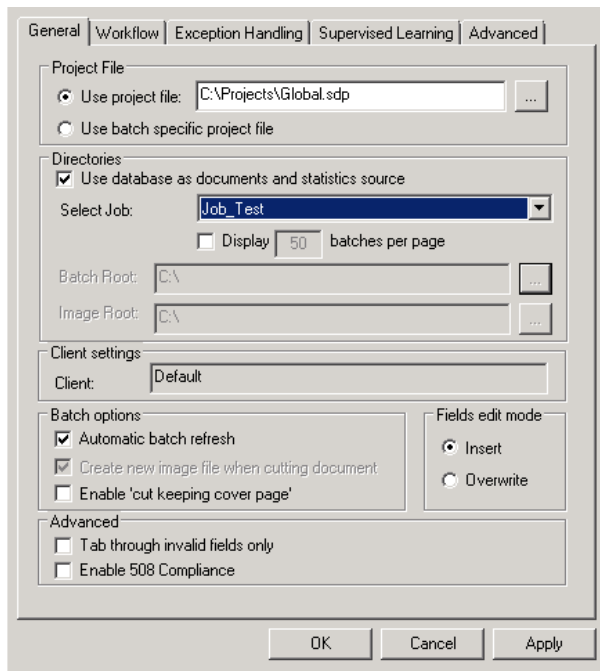 General Workflow Exception Handling Supervised Learning Advanced
Project File
Use project file: C:\Projects\Global.sdp ...
Use batch specific project file
Directories
Use database as documents and statistics source
Select Job: Job_Test
Display 50 batches per page
Batch Root: C:\ ...
Image Root: C:\ ...
Client settings
Client: Default
Batch options
Automatic batch refresh
Create new image file when cutting document
Enable 'cut keeping cover page'
Fields edit mode
Insert
Overwrite
Advanced
Tab through invalid fields only
Enable 508 Compliance
OK Cancel Apply